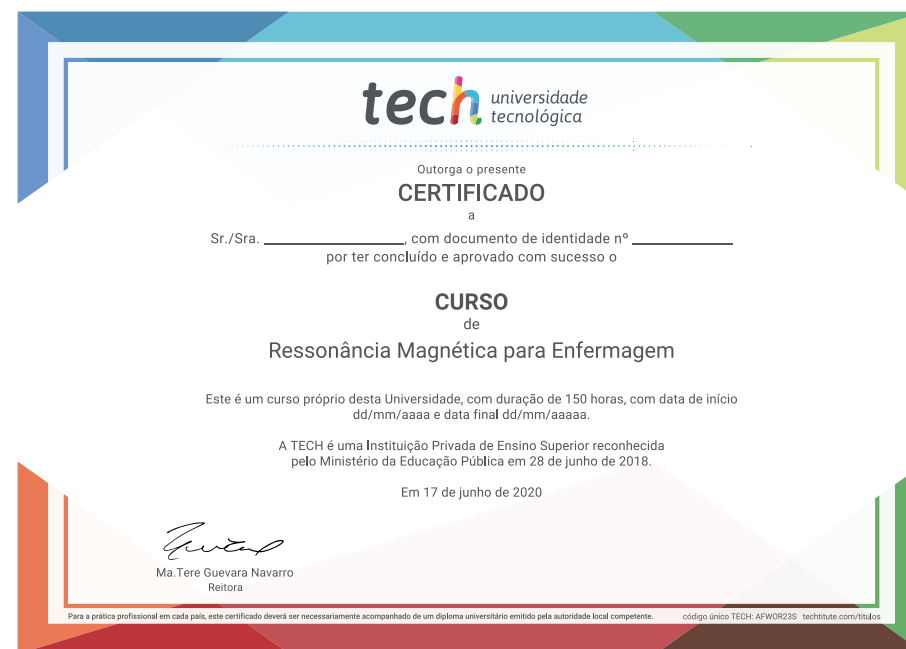 tech universidade
tecnológica
Outorga o presente
CERTIFICADO
a
Sr./Sra. ____________________, com documento de identidade nº ______________
por ter concluído e aprovado com sucesso o
CURSO
de
Ressonância Magnética para Enfermagem
Este é um curso próprio desta Universidade, com duração de 150 horas, com data de início
dd/mm/aaaa e data final dd/mm/aaaaa.
A TECH é uma Instituição Privada de Ensino Superior reconhecida
pelo Ministério da Educação Pública em 28 de junho de 2018.
Em 17 de junho de 2020
Ma.Tere Guevara Navarro
Reitora
Para a prática profissional em cada país, este certificado deverá ser necessariamente acompanhado de um diploma universitário emitido pela autoridade local competente. código único TECH: AFWOR23S techtitute.com/titulos